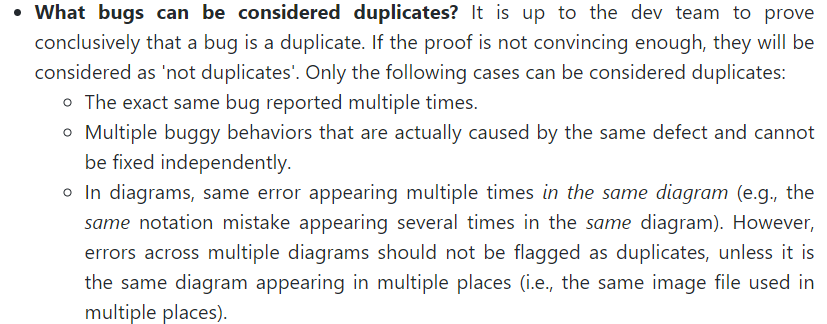 What bugs can be considered duplicates? It is up to the dev team to prove
conclusively that a bug is a duplicate. If the proof is not convincing enough, they will be
considered as 'not duplicates'. Only the following cases can be considered duplicates:
The exact same bug reported multiple times.
Multiple buggy behaviors that are actually caused by the same defect and cannot
be fixed independently.
In diagrams, same error appearing multiple times in the same diagram (e.g., the
same notation mistake appearing several times in the same diagram). However,
errors across multiple diagrams should not be flagged as duplicates, unless it is
the same diagram appearing in multiple places (i.e., the same image file used in
multiple places).